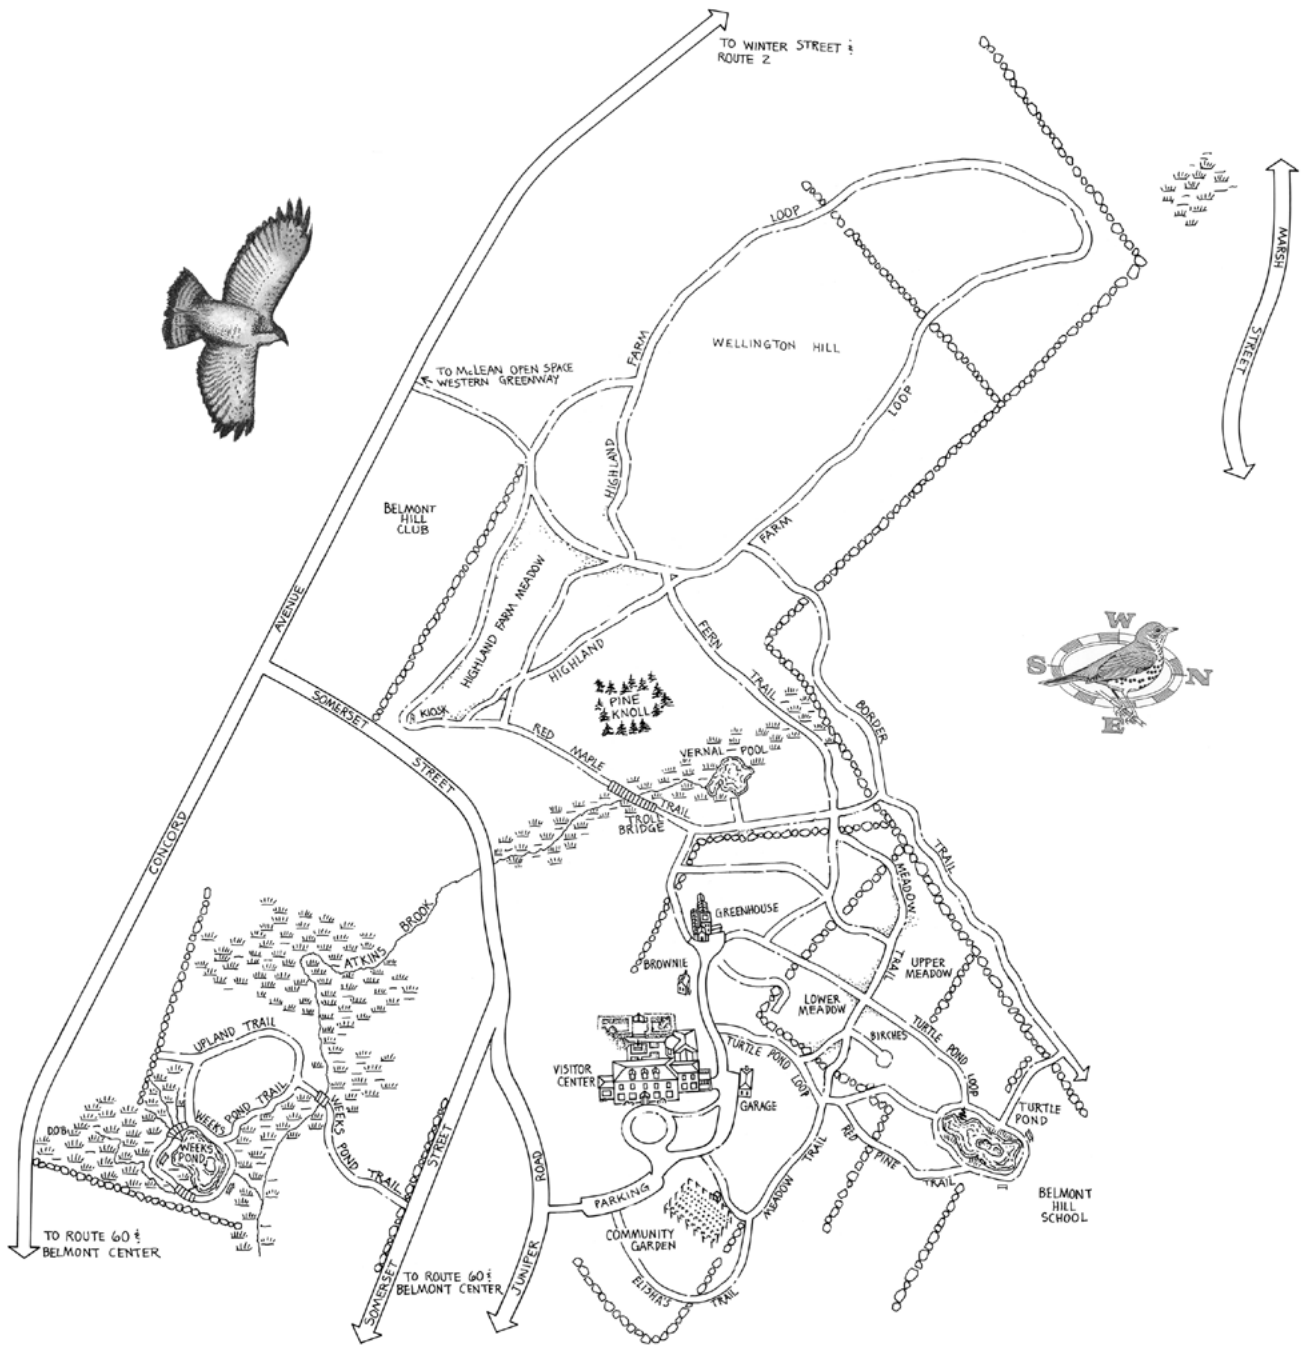 TO WINTER STREET &
ROUTE 2
LOOP
MARSH
STREET
FARM
WELLINGTON HILL
TO McLEAN OPEN SPACE
WESTERN GREENWAY
LOOP
HIGHLAND
BELMONT
HILL
CLUB
FARM
HIGHLAND FARM MEADOW
AVENUE
FERN
TRAIL
W
S
N
E
HIGHLAND
PINE
KNOLL
KIOSK
SOMERSET
STREET
RED MAPLE
TRAIL
BORDER
TRAIL
VERNAL POOL
TROLL
BRIDGE
CONCORD
MEADOW
TRAIL
GREENHOUSE
ATKINS BROOK
BROWNIE
UPPER
MEADOW
LOWER
MEADOW
UPLAND TRAIL
TURTLE POND
LOOP
BIRCHES
TURTLE POND LOOP
VISITOR
CENTER
GARAGE
WEEKS POND TRAIL
WEEKS
POND TRAIL
WEEKS
POND
STREET
TURTLE
POND
RED PINE
TRAIL
MEADOW TRAIL
ROAD
PARKING
BELMONT
HILL
SCHOOL
COMMUNITY
GARDEN
TO ROUTE 60 &
BELMONT CENTER
TO ROUTE 60 &
BELMONT CENTER
SOMERSET
JUNIPER
ELISHA'S
TRAIL